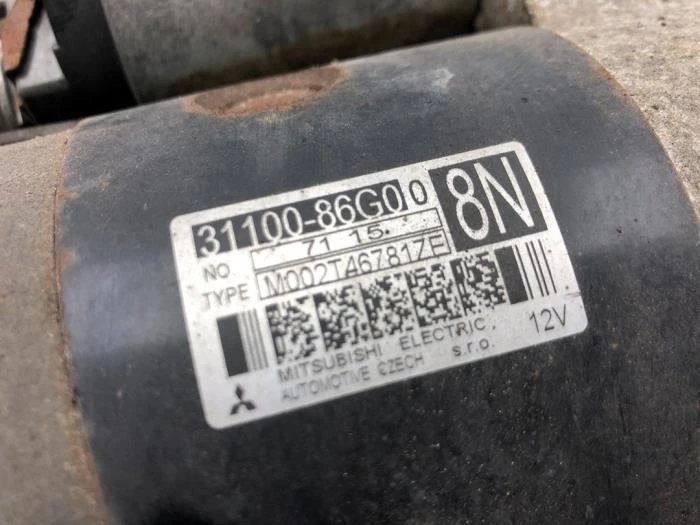 31100-86G00 8N
NO. 71 15.
TYPE M002T46781ZE
MITSUBISHI ELECTRIC 12V
AUTOMOTIVE CZECH s.r.o.